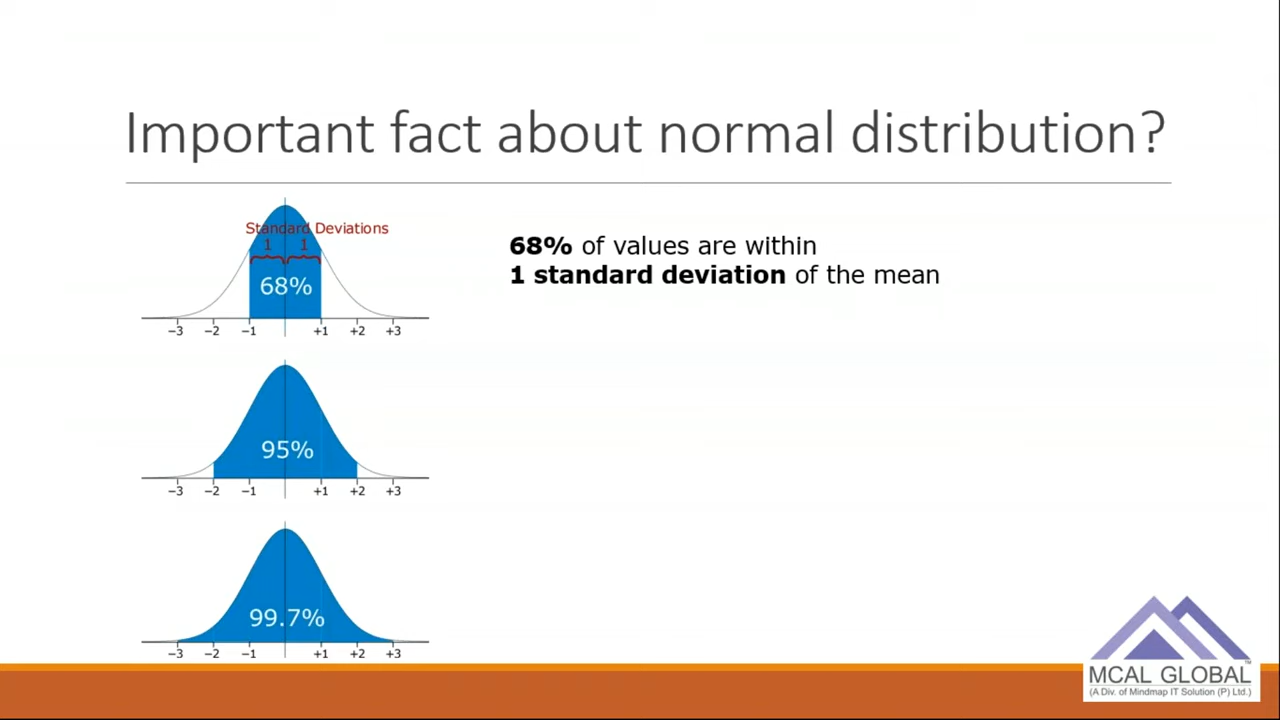 Important fact about normal distribution?
Standard Deviations
1 1
68%
−3 −2 −1 +1 +2 +3
68% of values are within
1 standard deviation of the mean
95%
−3 −2 −1 +1 +2 +3
99.7%
−3 −2 −1 +1 +2 +3
MCAL GLOBAL™
(A Div. of Mindmap IT Solution (P) Ltd.)